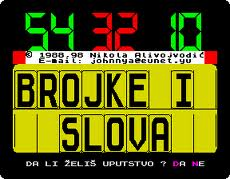 54 32 10
© 1988,98 Nikola Alivojvodić
E-mail: johnnya@eunet.yu
BROJKE I
SLOVA
DA LI ŽELIŠ UPUTSTVO ? DA NE